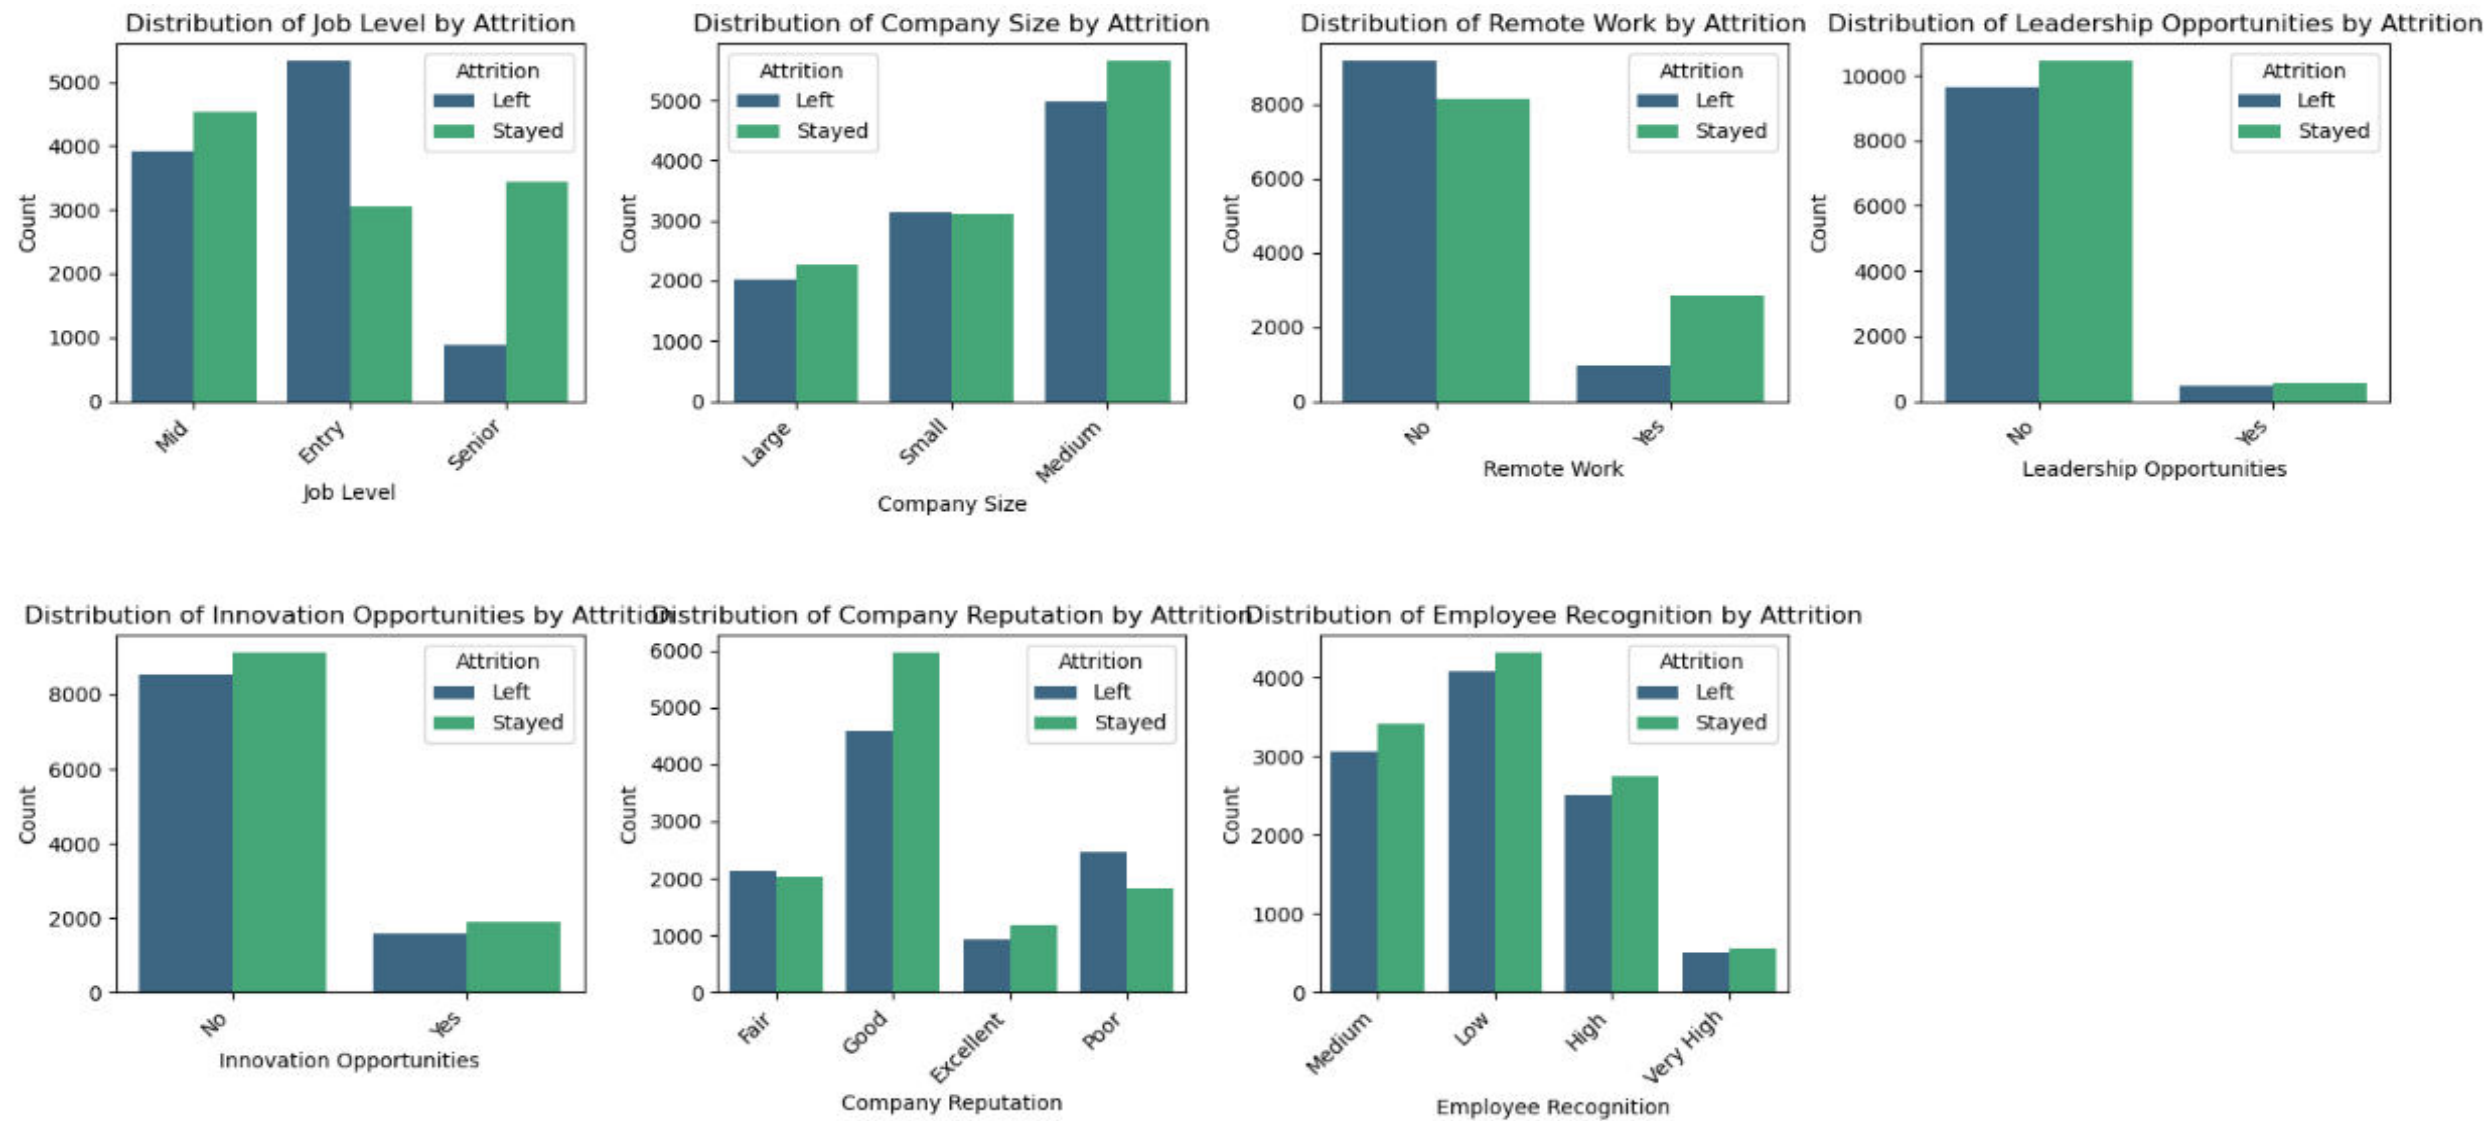 Distribution of Job Level by Attrition
Attrition
Left
Stayed
Count
5000
4000
3000
2000
1000
0
Mid
Entry
Senior
Job Level
Distribution of Company Size by Attrition
Attrition
Left
Stayed
Count
5000
4000
3000
2000
1000
0
Large
Small
Medium
Company Size
Distribution of Remote Work by Attrition
Attrition
Left
Stayed
Count
8000
6000
4000
2000
0
No
Yes
Remote Work
Distribution of Leadership Opportunities by Attrition
Attrition
Left
Stayed
Count
10000
8000
6000
4000
2000
0
No
Yes
Leadership Opportunities
Distribution of Innovation Opportunities by Attrition
Attrition
Left
Stayed
Count
8000
6000
4000
2000
0
No
Yes
Innovation Opportunities
Distribution of Company Reputation by Attrition
Attrition
Left
Stayed
Count
6000
5000
4000
3000
2000
1000
0
Fair
Good
Excellent
Poor
Company Reputation
Distribution of Employee Recognition by Attrition
Attrition
Left
Stayed
Count
4000
3000
2000
1000
0
Medium
Low
High
Very High
Employee Recognition